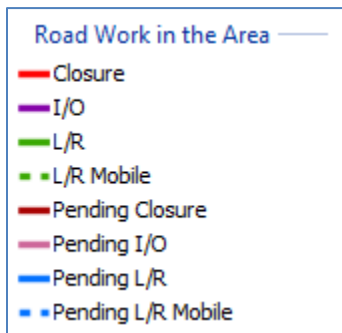 Road Work in the Area
Closure
I/O
L/R
L/R Mobile
Pending Closure
Pending I/O
Pending L/R
Pending L/R Mobile